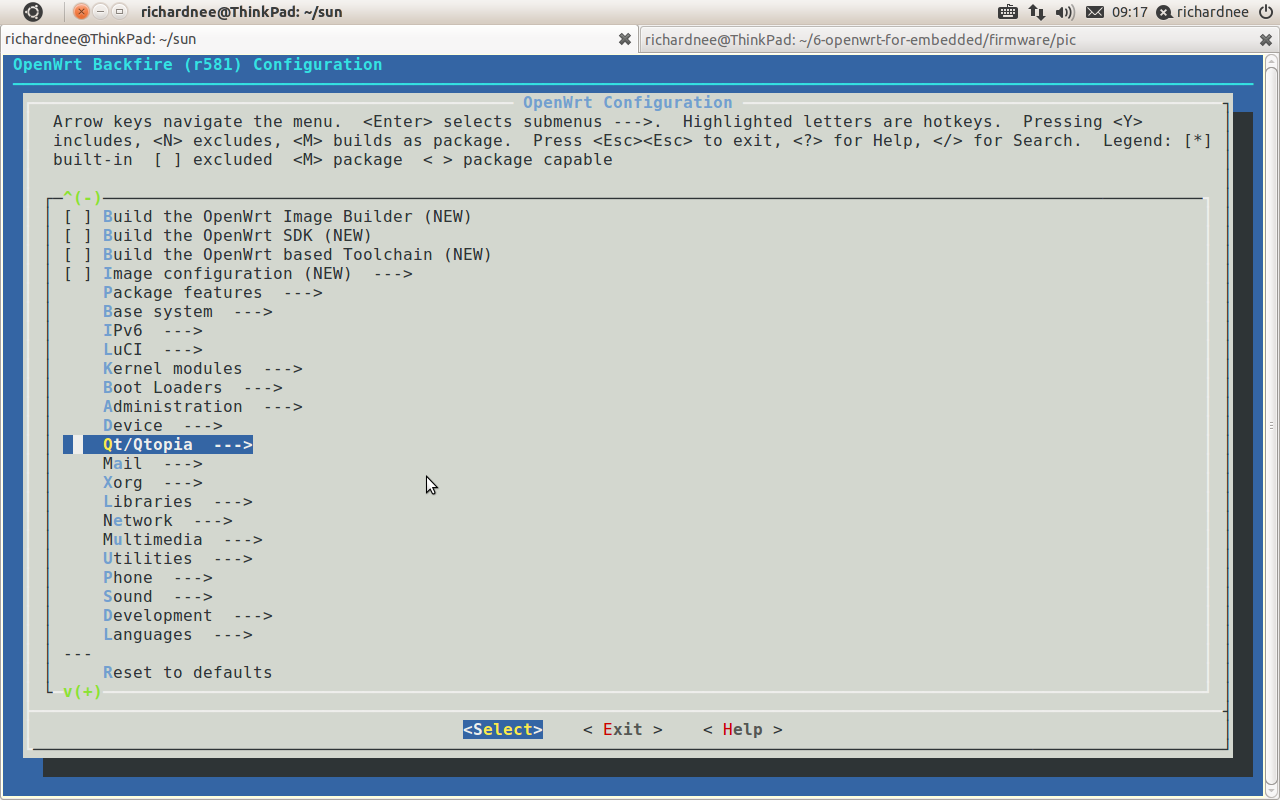 richardnee@ThinkPad: ~/sun
09:17
richardnee
richardnee@ThinkPad: ~/sun
richardnee@ThinkPad: ~/6-openwrt-for-embedded/firmware/pic
OpenWrt Backfire (r581) Configuration
OpenWrt Configuration
Arrow keys navigate the menu.  <Enter> selects submenus --->.  Highlighted letters are hotkeys.  Pressing <Y>
includes, <N> excludes, <M> builds as package.  Press <Esc><Esc> to exit, <?> for Help, </> for Search.  Legend: [*]
built-in  [ ] excluded  <M> package  < > package capable
^(-)
[ ] Build the OpenWrt Image Builder (NEW)
[ ] Build the OpenWrt SDK (NEW)
[ ] Build the OpenWrt based Toolchain (NEW)
[ ] Image configuration (NEW)  --->
Package features  --->
Base system  --->
IPv6  --->
LuCI  --->
Kernel modules  --->
Boot Loaders  --->
Administration  --->
Device  --->
Qt/Qtopia  --->
Mail  --->
Xorg  --->
Libraries  --->
Network  --->
Multimedia  --->
Utilities  --->
Phone  --->
Sound  --->
Development  --->
Languages  --->
---
Reset to defaults
v(+)
<Select>    < Exit >    < Help >